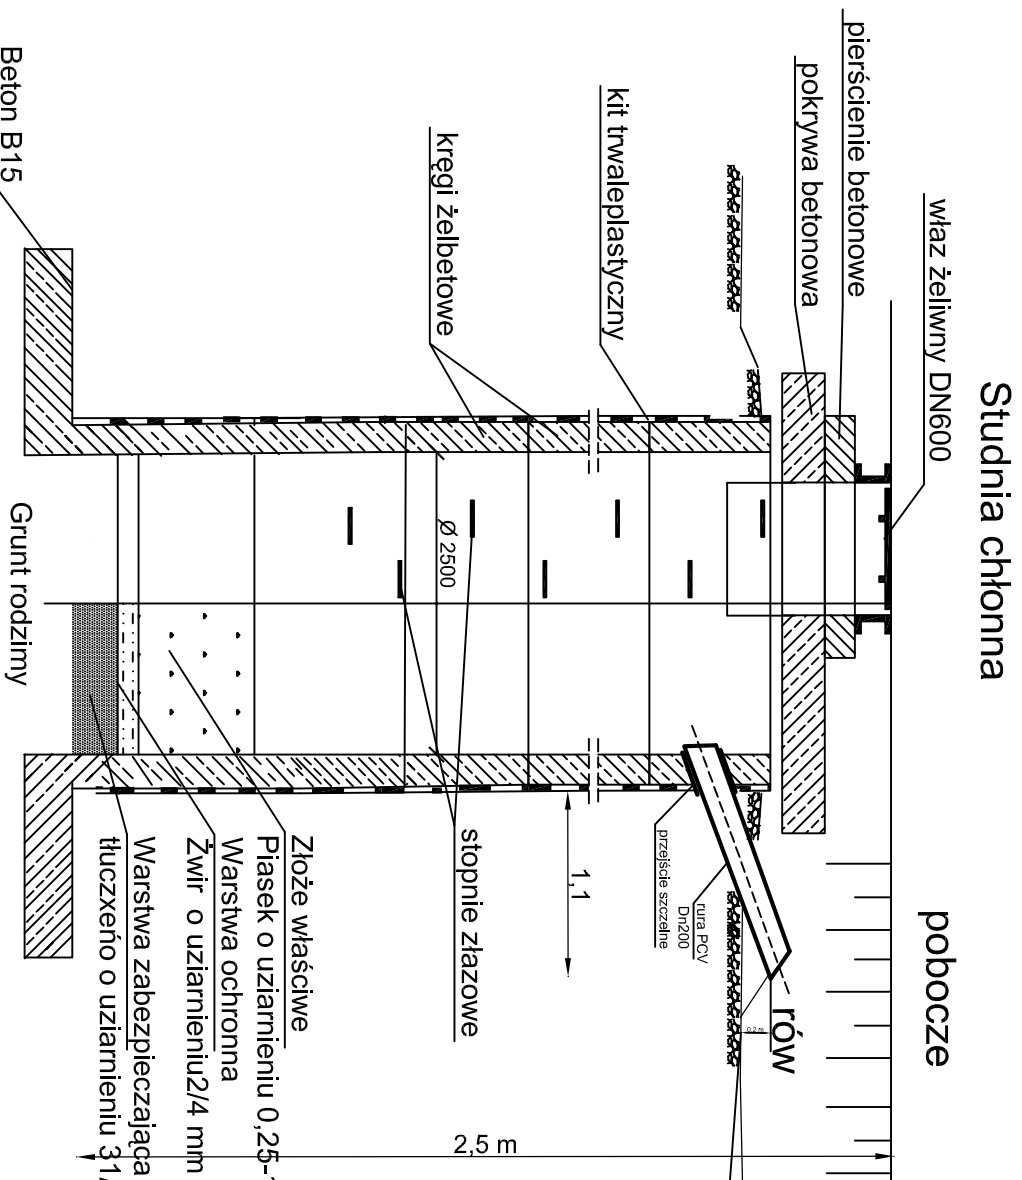 Studnia chłonna
pobocze
właz żeliwny DN600
pierścienie betonowe
pokrywa betonowa
rów
0.2 m
rura PCV
Dn200
przejście szczelne
kit trwaleplastyczny
1,1
kręgi żelbetowe
Ø 2500
stopnie złazowe
2,5 m
Złoże właściwe
Piasek o uziarnieniu 0,25-
Warstwa ochronna
Żwir o uziarnieniu2/4 mm
Warstwa zabezpieczająca
tłuczxeńo o uziarnieniu 31
Beton B15
Grunt rodzimy